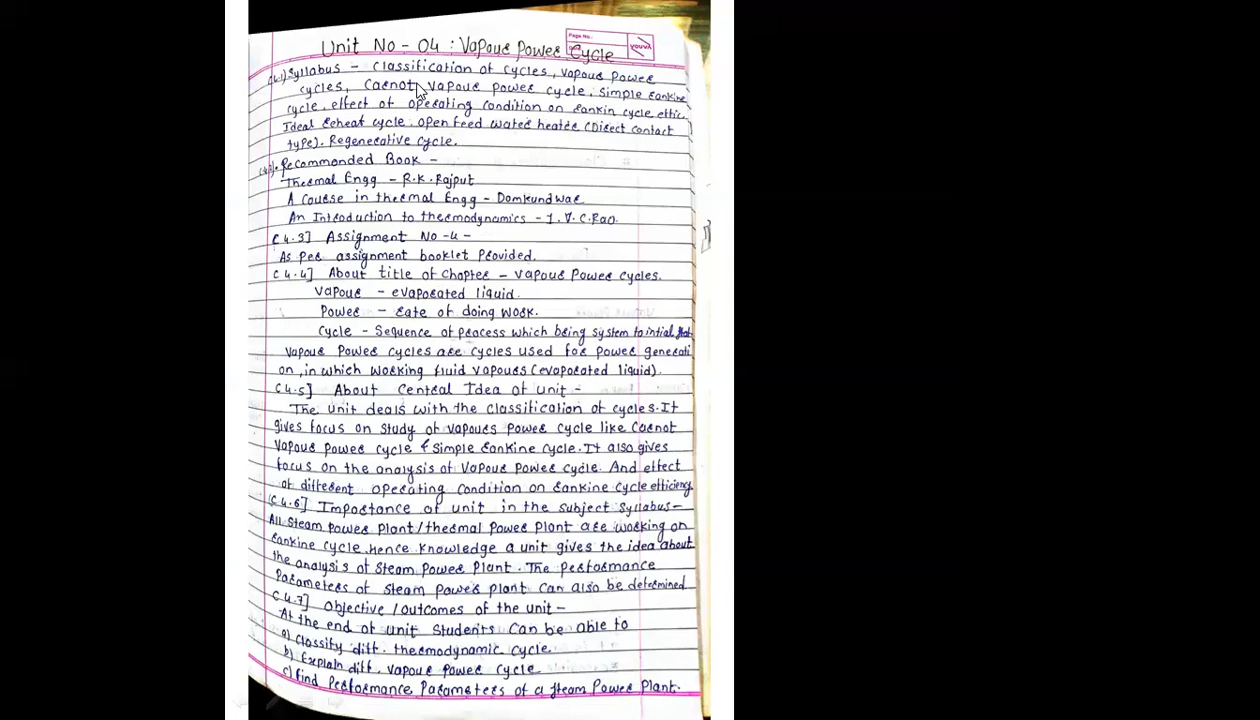 Page No.
YOUVA
Unit No - 04 : Vapour Power Cycle
(4.1) Syllabus - Classification of cycles, vapour power
cycles, Carnot vapour power cycle, simple rankine
cycle, effect of operating condition on rankin cycle effic.
Ideal reheat cycle, open feed water heater (Direct contact
type). Regenerative cycle.
Recommonded Book -
Thermal Engg - R.K. Rajput
A Course in thermal Engg - Domkundwar
An Introduction to thermodynamics - Y. V. C. Rao.
[4.3] Assignment No -4 -
As per assignment booklet provided.
[4.4] About title of Chapter - vapour power cycles.
Vapour - evaporated liquid.
Power - rate of doing work.
Cycle - Sequence of process which being system to intial
Vapour power cycles are cycles used for power generati
on, in which working fluid vapours (evaporated liquid).
[4.5] About Central Idea of unit -
The unit deals with the classification of cycles. It
gives focus on study of vapours power cycle like Carnot
vapour power cycle & simple rankine cycle. It also gives
focus on the analysis of vapour power cycle. And effect
of different operating condition on rankine cycle efficiency
[4.6] Importance of unit in the subject syllabus-
All steam power plant/thermal power plant are working on
rankine cycle, hence knowledge a unit gives the idea about
the analysis of steam power plant. The performance
parameters of steam power plant can also be determined
[4.7] Objective / outcomes of the unit -
At the end of unit students can be able to
a) Classify diff. thermodynamic cycle
b) Explain diff. vapour power cycle
c) find performance parameters of a steam power plant.